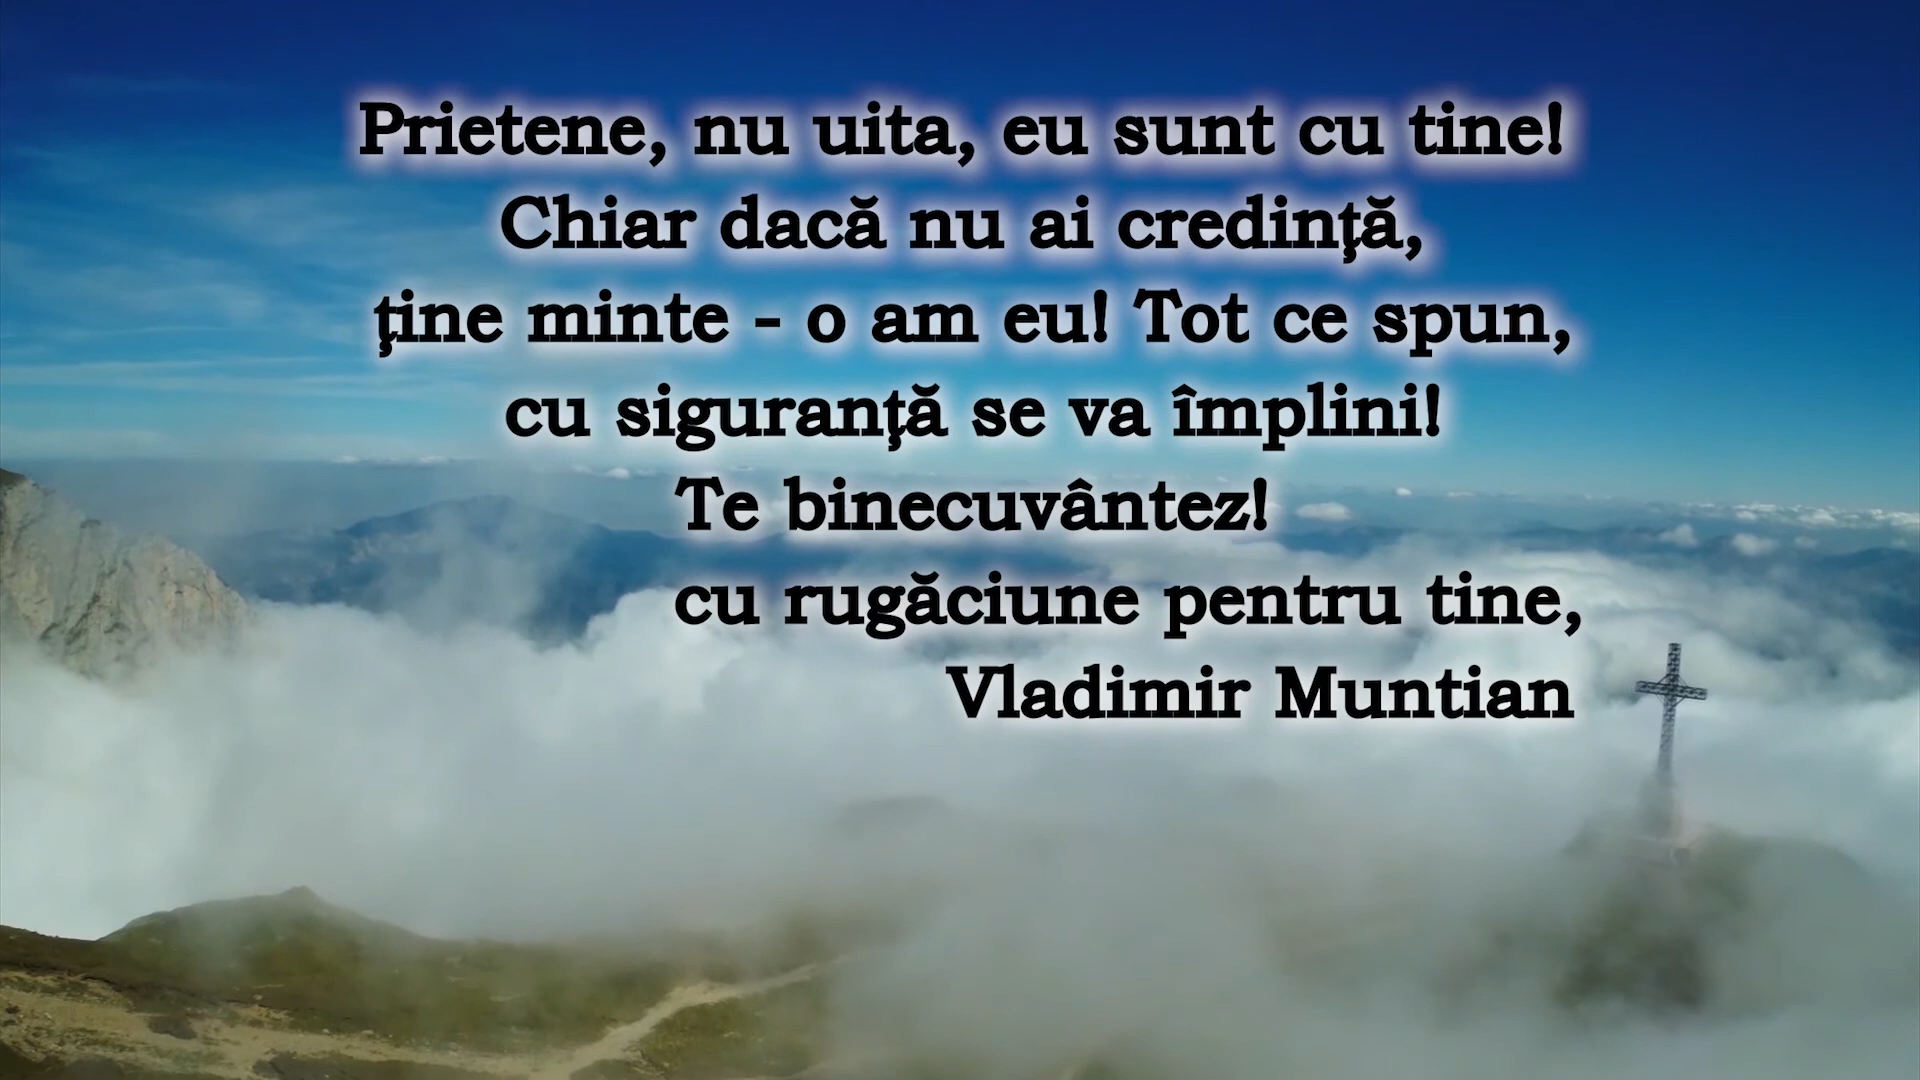 Prietene, nu uita, eu sunt cu tine!
Chiar dacă nu ai credinţă,
ţine minte - o am eu! Tot ce spun,
cu siguranţă se va împlini!
Te binecuvântez!
cu rugăciune pentru tine,
Vladimir Muntian